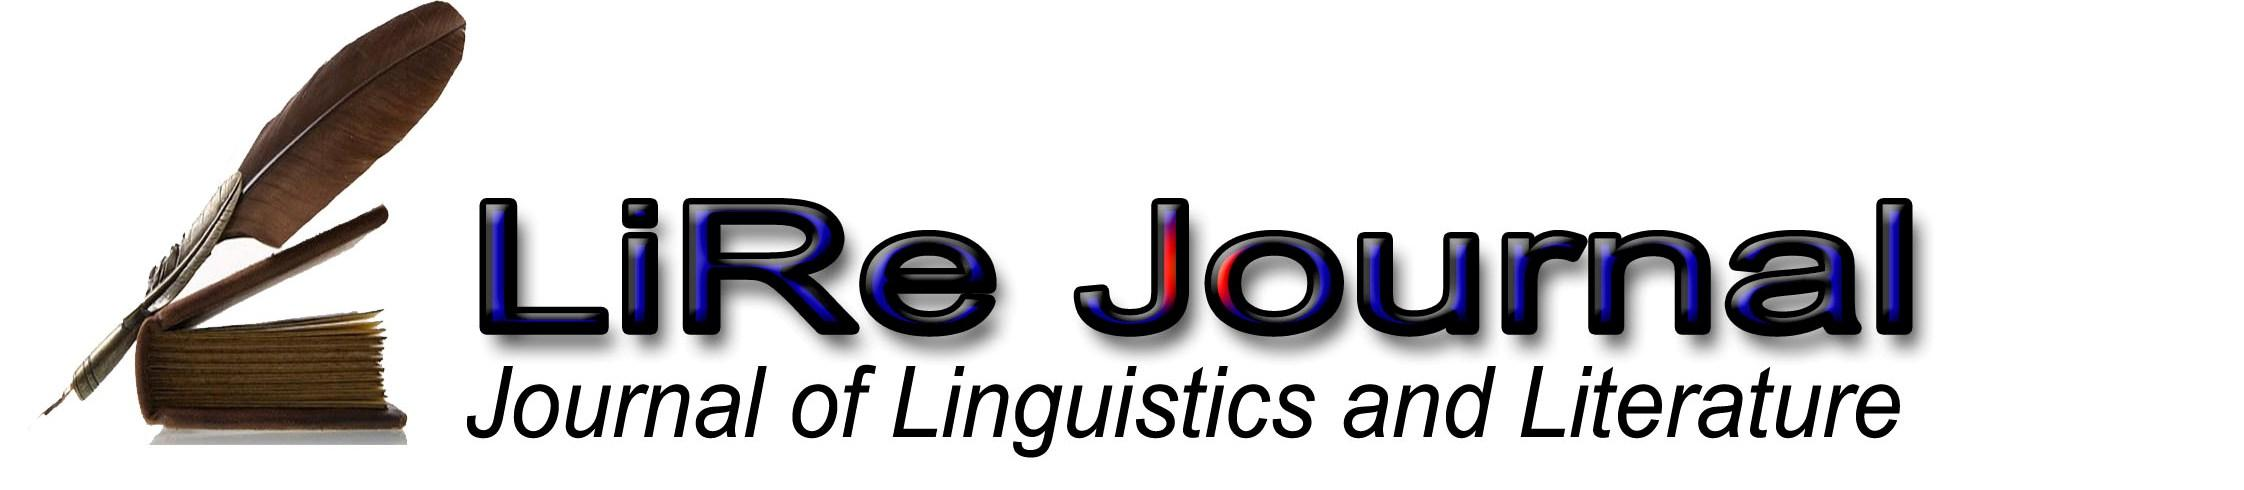 LiRe Journal
Journal of Linguistics and Literature